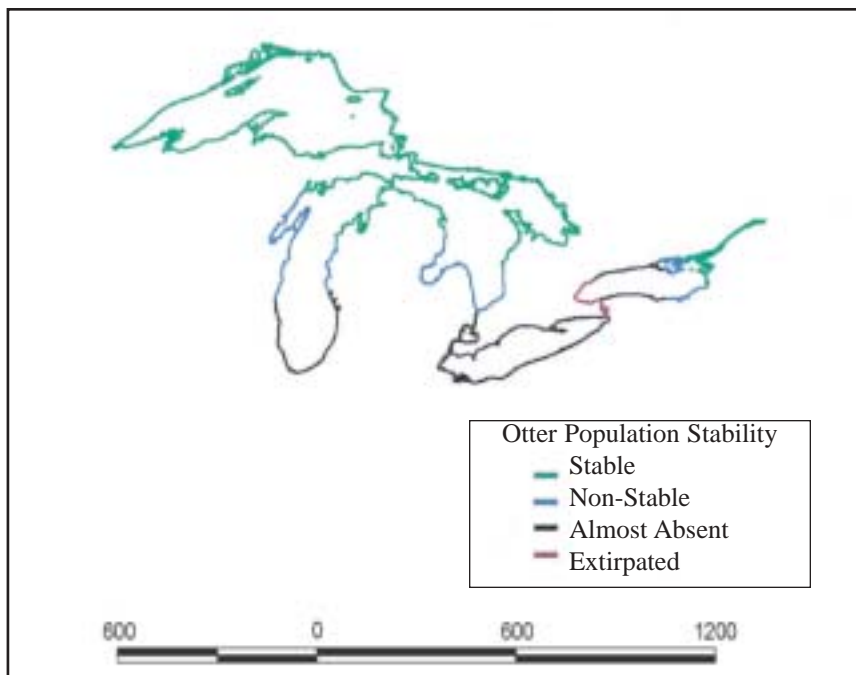 Otter Population Stability
Stable
Non-Stable
Almost Absent
Extirpated
600 0 600 1200